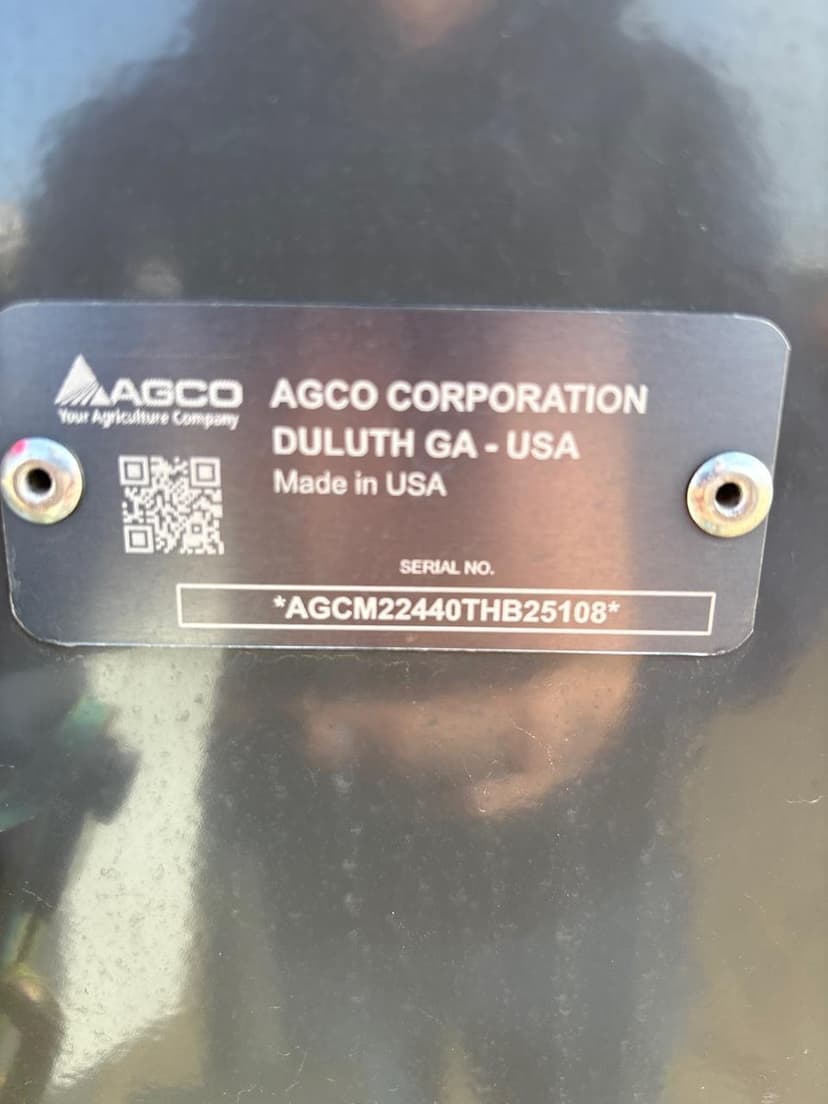 AGCO
Your Agriculture Company
AGCO CORPORATION
DULUTH GA - USA
Made in USA
SERIAL NO.
*AGCM22440THB25108*